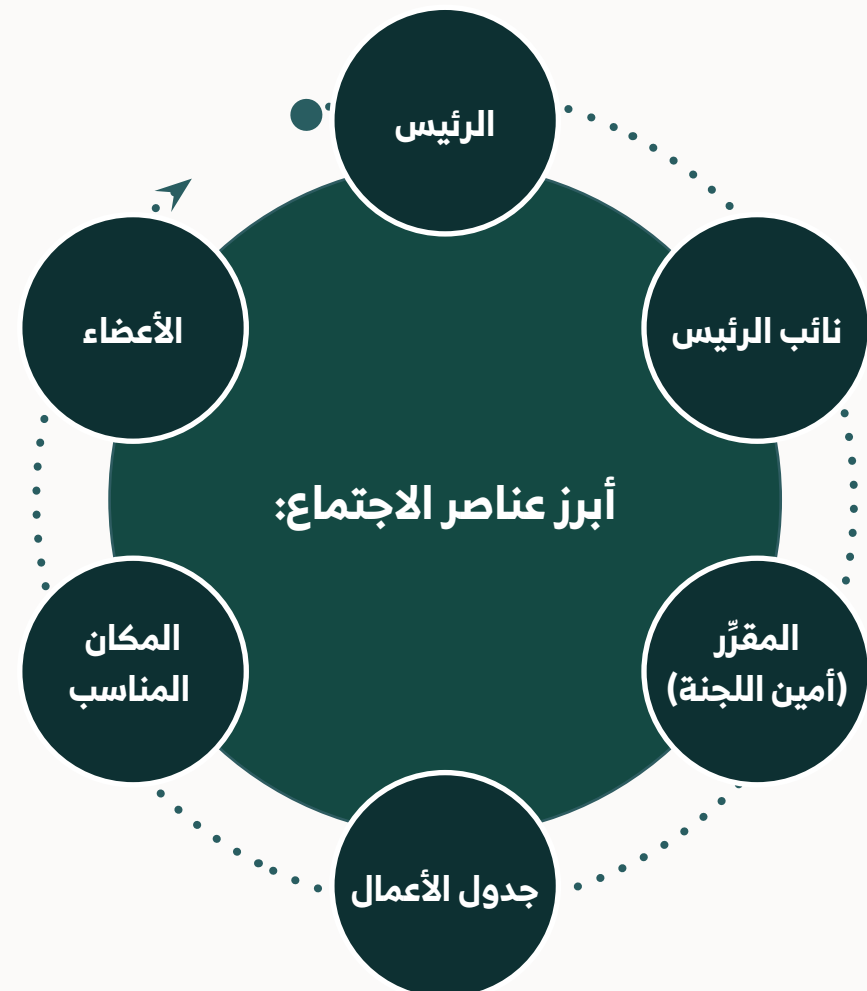 أبرز عناصر الاجتماع:
الرئيس
نائب الرئيس
المقرِّر
(أمين اللجنة)
جدول الأعمال
المكان
المناسب
الأعضاء